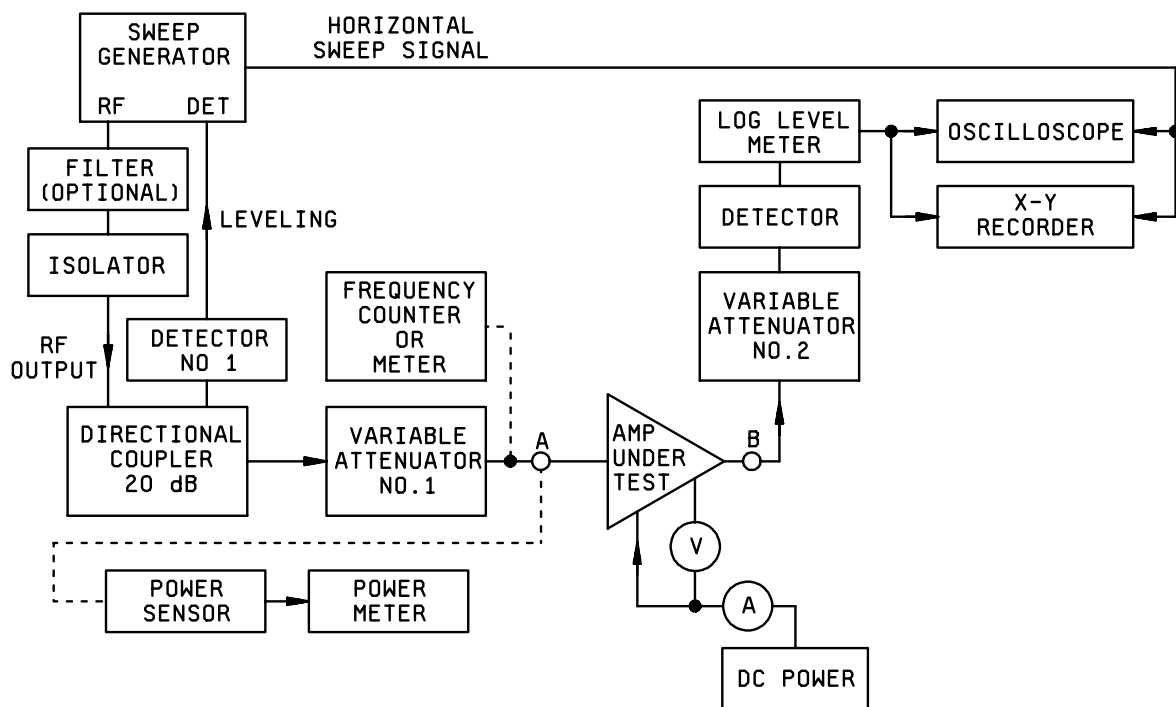 SWEEP
GENERATOR
RF DET
HORIZONTAL
SWEEP SIGNAL
FILTER
(OPTIONAL)
LEVELING
ISOLATOR
RF
OUTPUT
DETECTOR
NO 1
FREQUENCY
COUNTER
OR
METER
LOG LEVEL
METER
OSCILLOSCOPE
X-Y
RECORDER
DETECTOR
VARIABLE
ATTENUATOR
NO.2
DIRECTIONAL
COUPLER
20 dB
VARIABLE
ATTENUATOR
NO.1
A
AMP
UNDER
TEST
B
V
A
POWER
SENSOR
POWER
METER
DC POWER